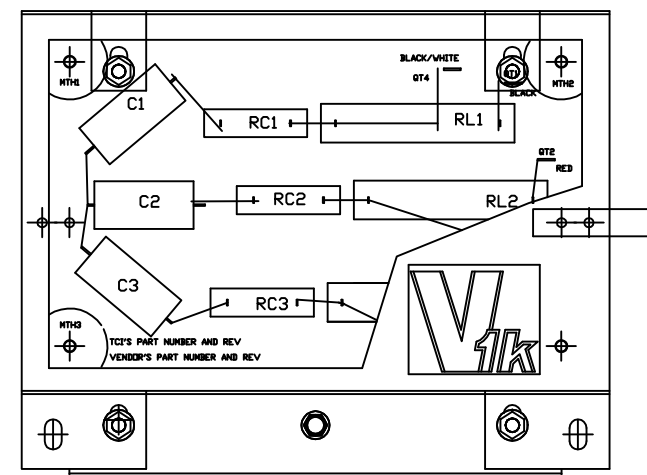 BLACK/WHITE
QT4
BLACK
MTH1
MTH2
C1
RC1
RL1
QT2
RED
C2
RC2
RL2
C3
RC3
MTH3
TCI'S PART NUMBER AND REV
VENDOR'S PART NUMBER AND REV
V1k